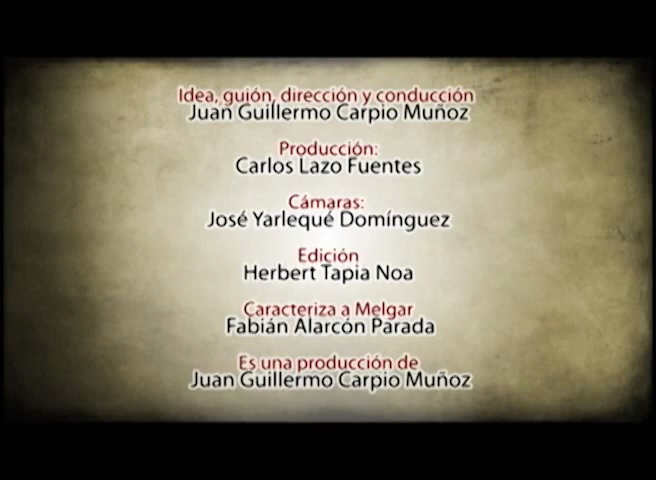 Idea, guión, dirección y conducción
Juan Guillermo Carpio Muñoz
Producción:
Carlos Lazo Fuentes
Cámaras:
José Yarlequé Domínguez
Edición
Herbert Tapia Noa
Caracteriza a Melgar
Fabián Alarcón Parada
Es una producción de
Juan Guillermo Carpio Muñoz